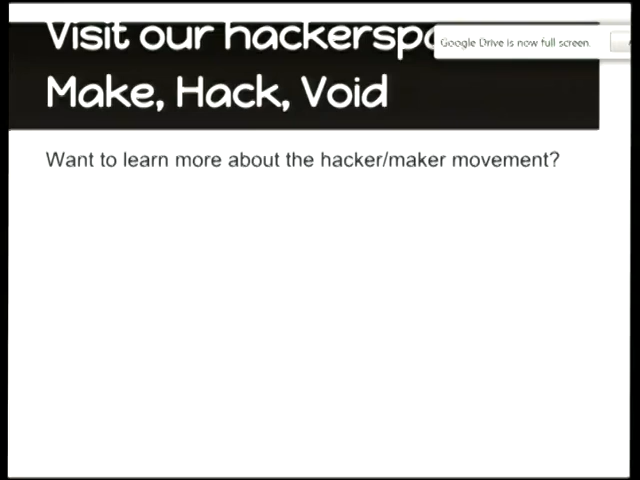 Visit our
Google Drive is now full screen.
Make, Hack, Void
Want to learn more about the hacker/maker movement?